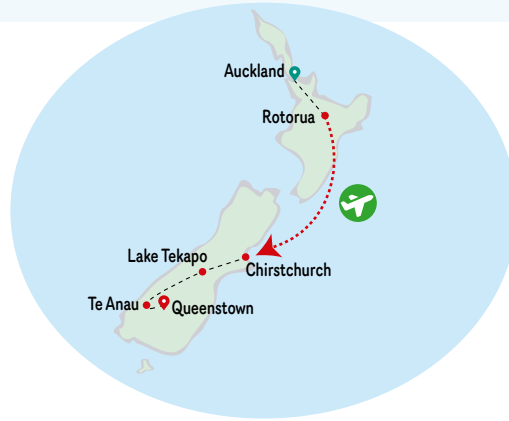 Auckland
Rotorua
Lake Tekapo
Chirstchurch
Te Anau
Queenstown